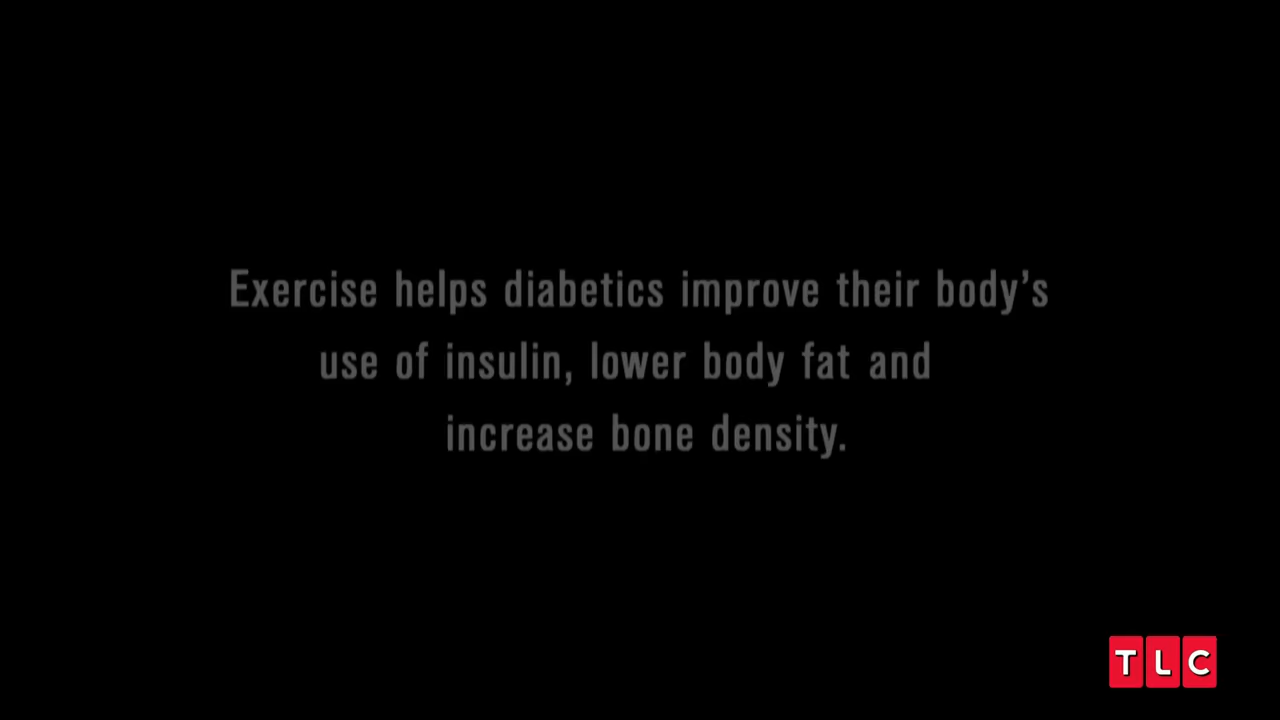 Exercise helps diabetics improve their body's
use of insulin, lower body fat and
increase bone density.
TLC